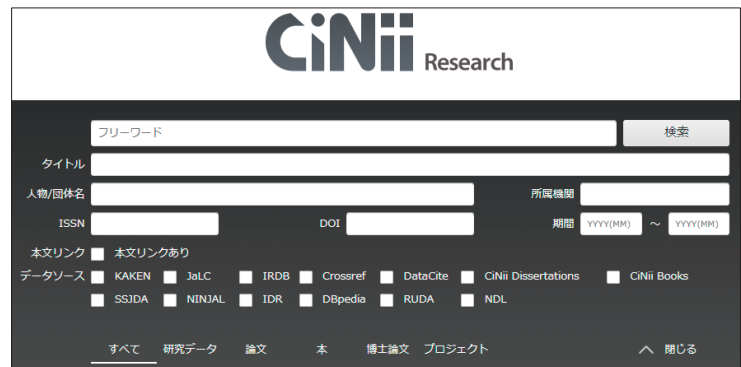 CiNii Research
フリーワード 検索
タイトル
人物/団体名 所属機関
ISSN DOI 期間 YYYY(MM) ～ YYYY(MM)
本文リンク 本文リンクあり
データソース KAKEN JaLC IRDB Crossref DataCite CiNii Dissertations CiNii Books
SSJDA NINJAL IDR DBpedia RUDA NDL
すべて 研究データ 論文 本 博士論文 プロジェクト 閉じる